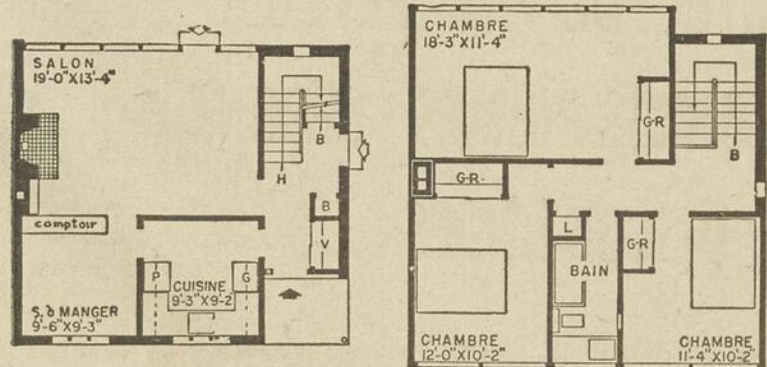 SALON
19'-0"X13'-4"
B
H
B
comptoir
V
P
CUISINE
9'-3"X9'-2"
G
S. à MANGER
9'-6"X9'-3"
CHAMBRE
18'-3"X11'-4"
G-R
B
G-R.
L
G-R
BAIN
CHAMBRE
12'-0"X10'-2"
CHAMBRE
11'-4"X10'-2"